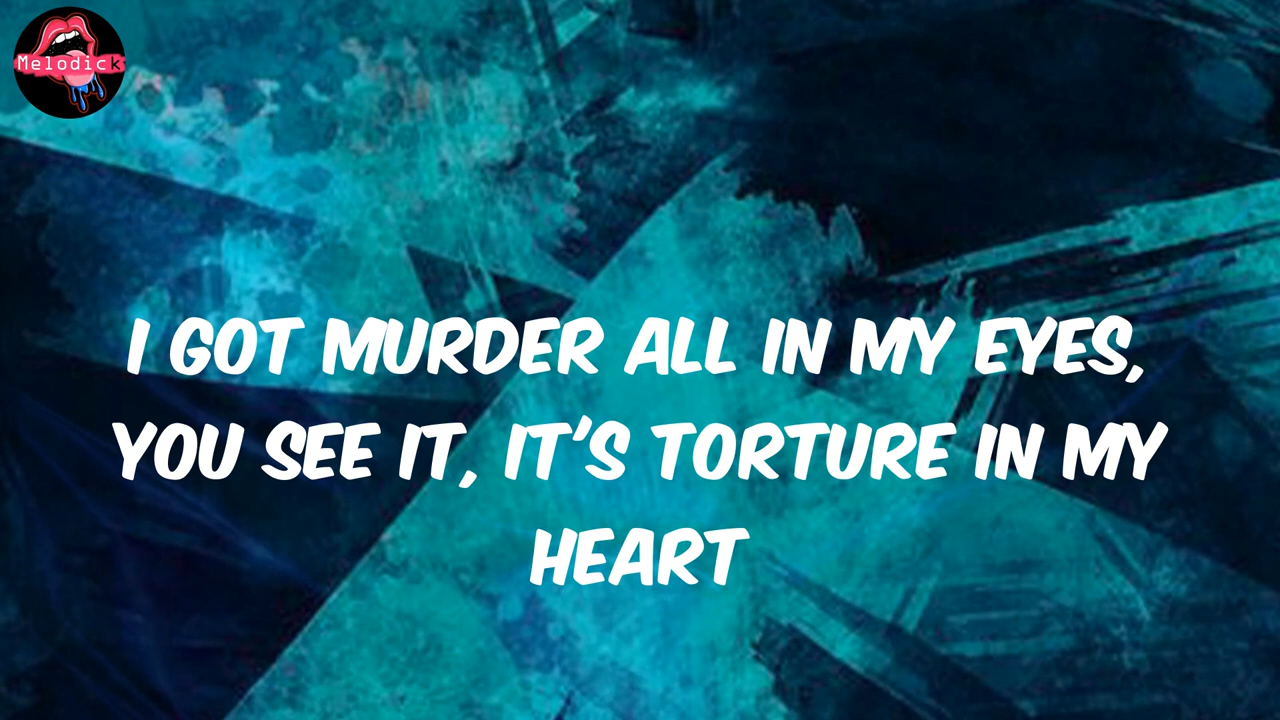 Melodick
I GOT MURDER ALL IN MY EYES,
YOU SEE IT, IT'S TORTURE IN MY
HEART